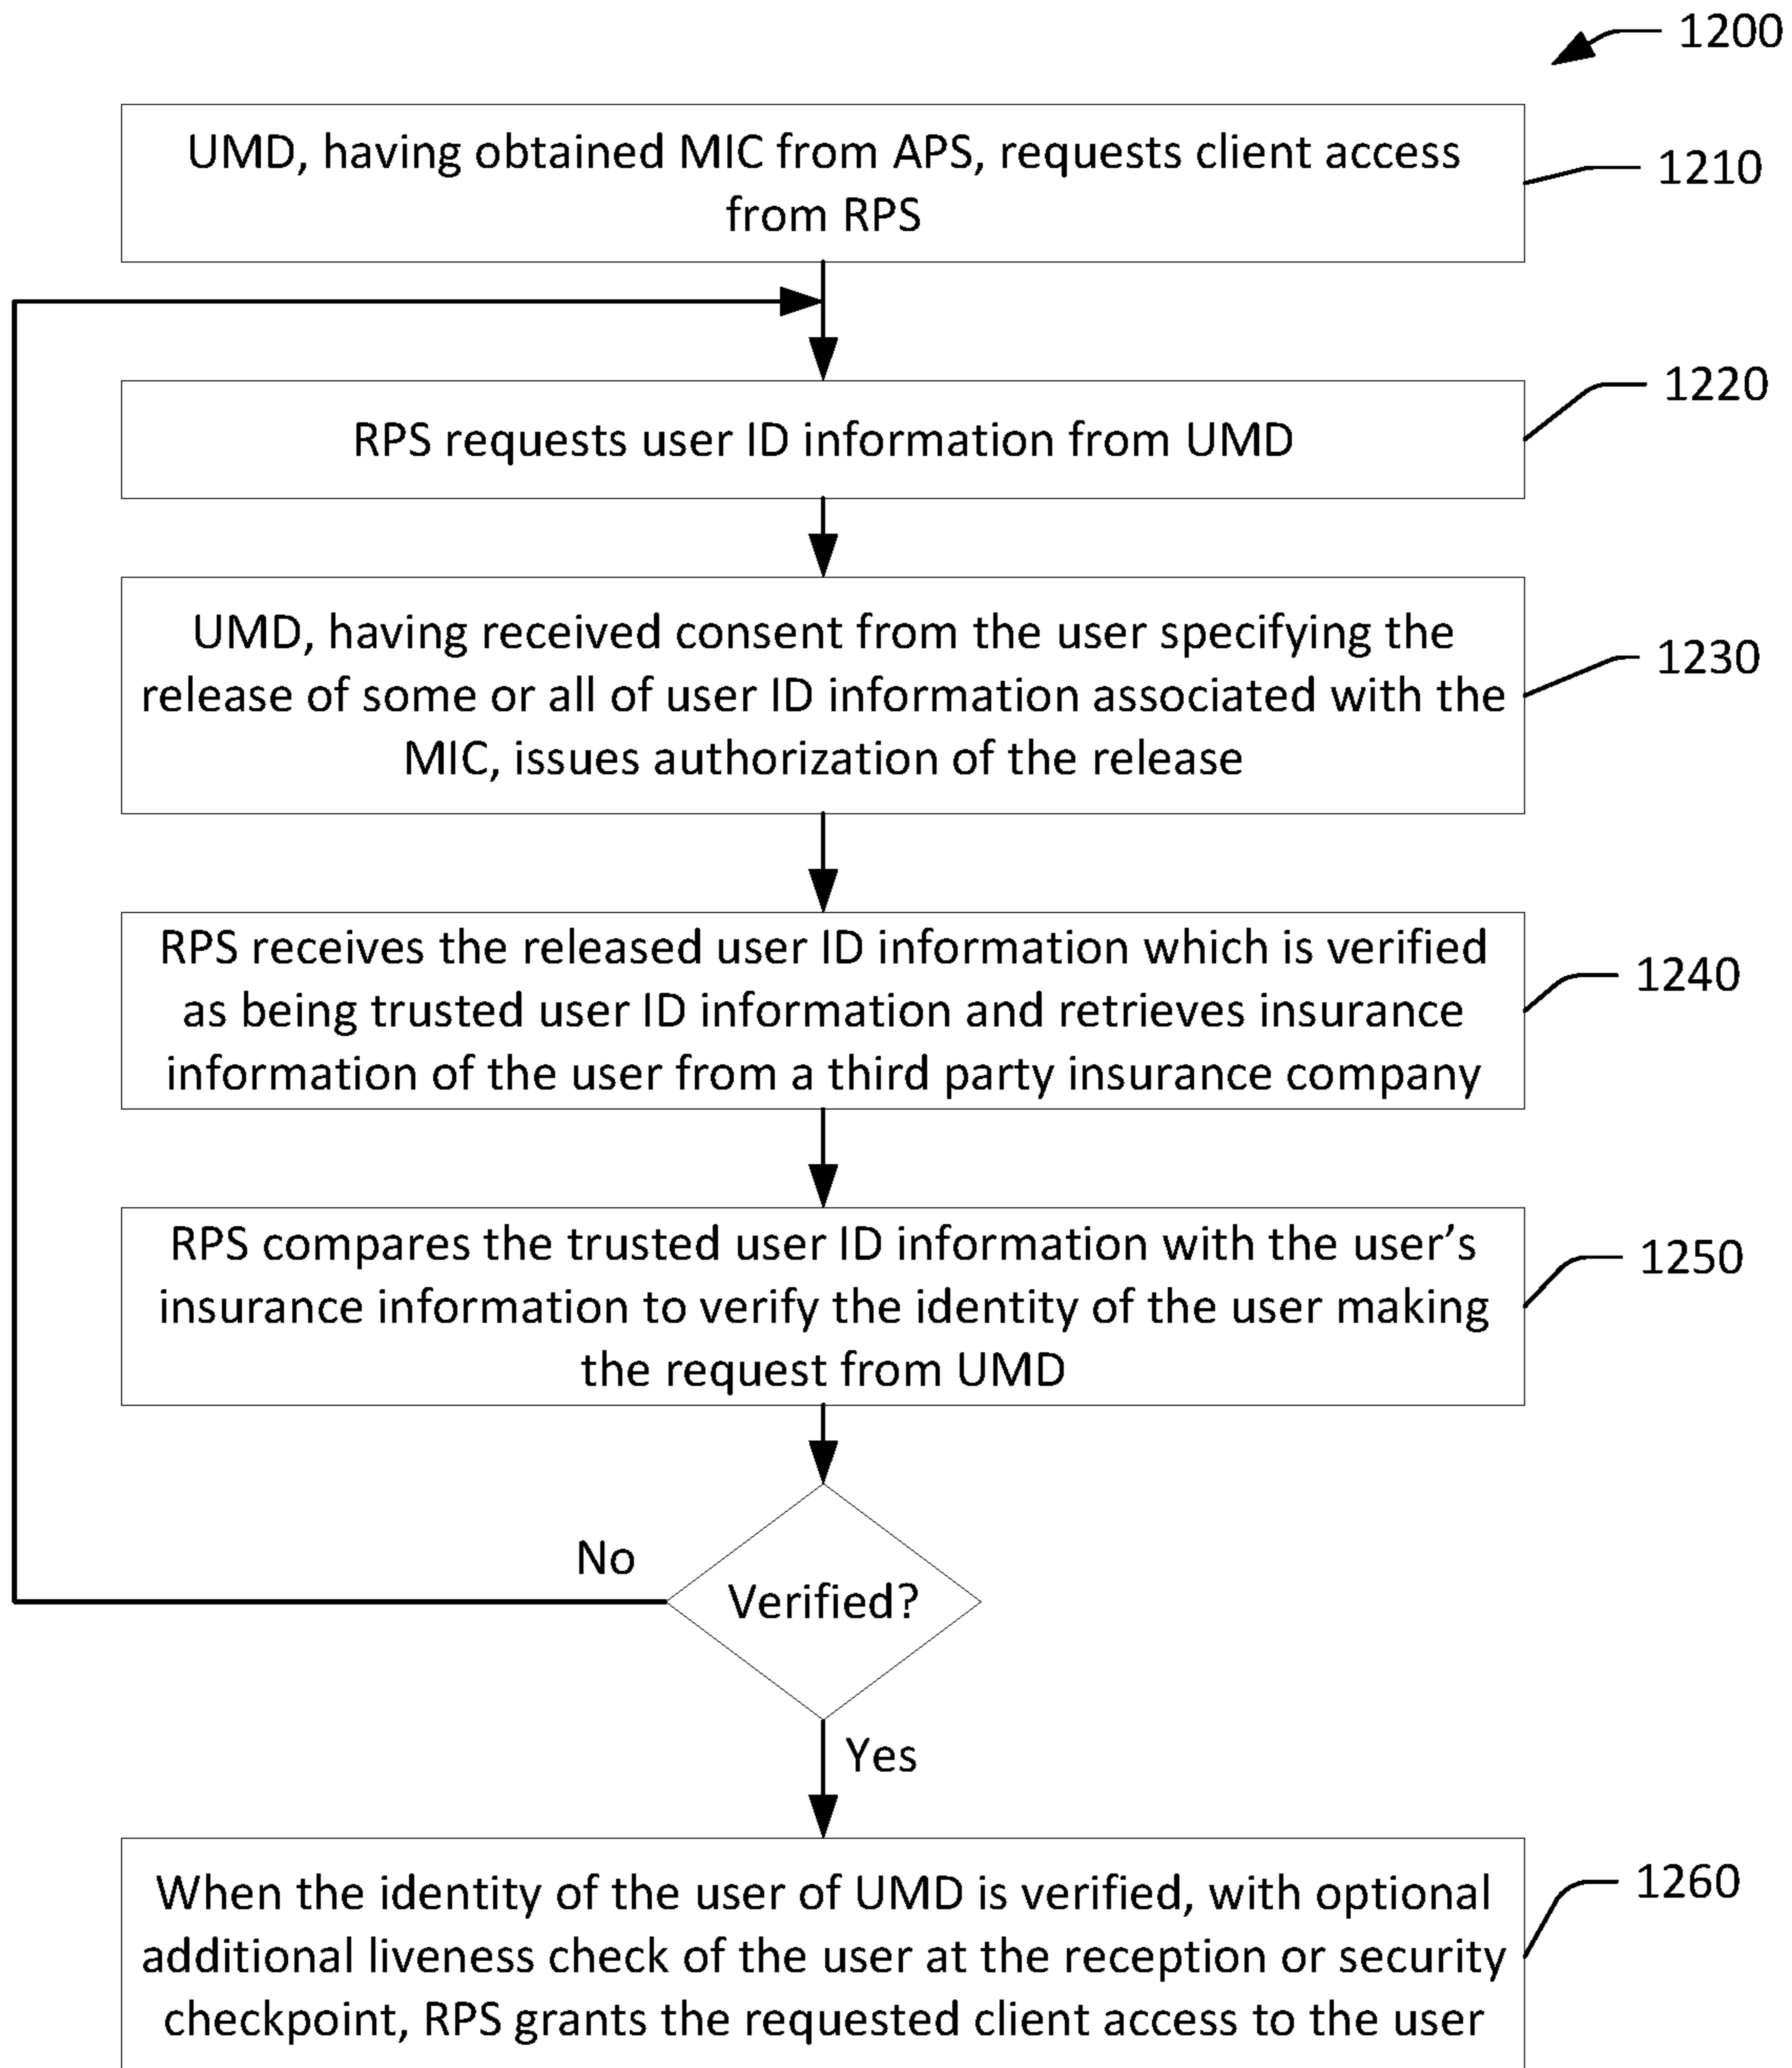 1200
UMD, having obtained MIC from APS, requests client access
from RPS
1210
RPS requests user ID information from UMD
1220
UMD, having received consent from the user specifying the
release of some or all of user ID information associated with the
MIC, issues authorization of the release
1230
RPS receives the released user ID information which is verified
as being trusted user ID information and retrieves insurance
information of the user from a third party insurance company
1240
RPS compares the trusted user ID information with the user’s
insurance information to verify the identity of the user making
the request from UMD
1250
No
Verified?
Yes
When the identity of the user of UMD is verified, with optional
additional liveness check of the user at the reception or security
checkpoint, RPS grants the requested client access to the user
1260